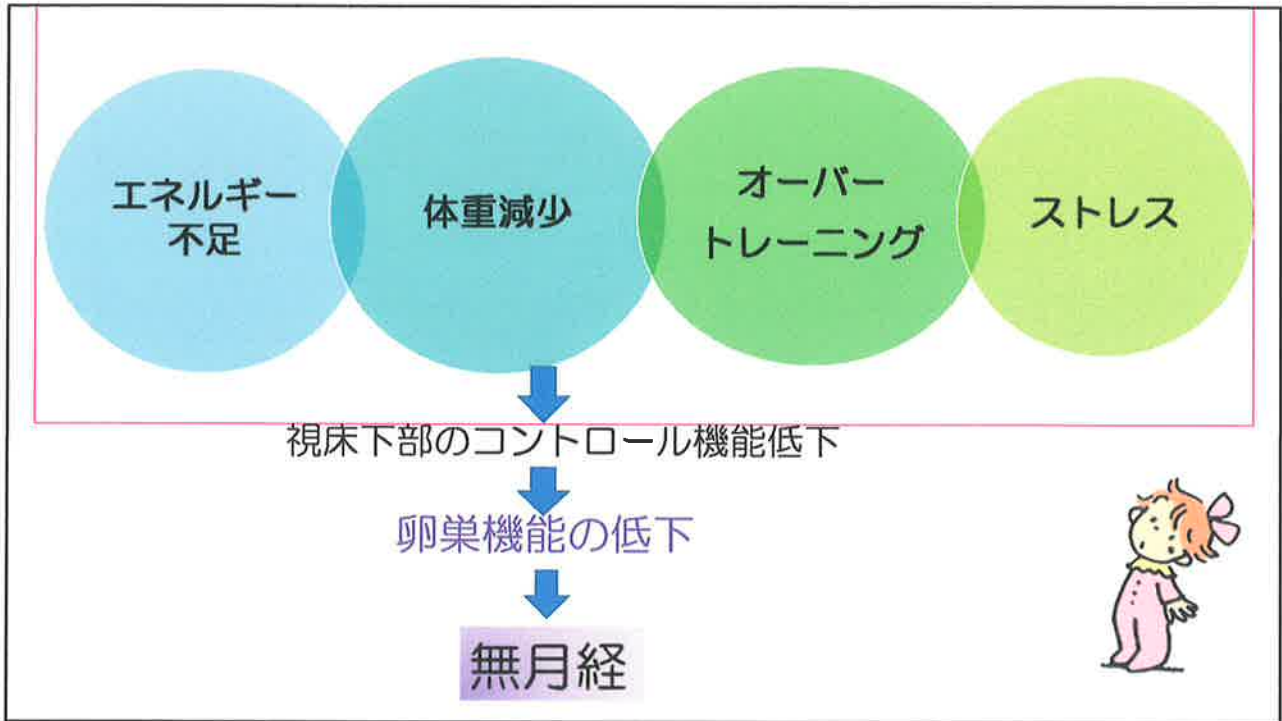 エネルギー
不足
体重減少
オーバー
トレーニング
ストレス
視床下部のコントロール機能低下
卵巣機能の低下
無月経